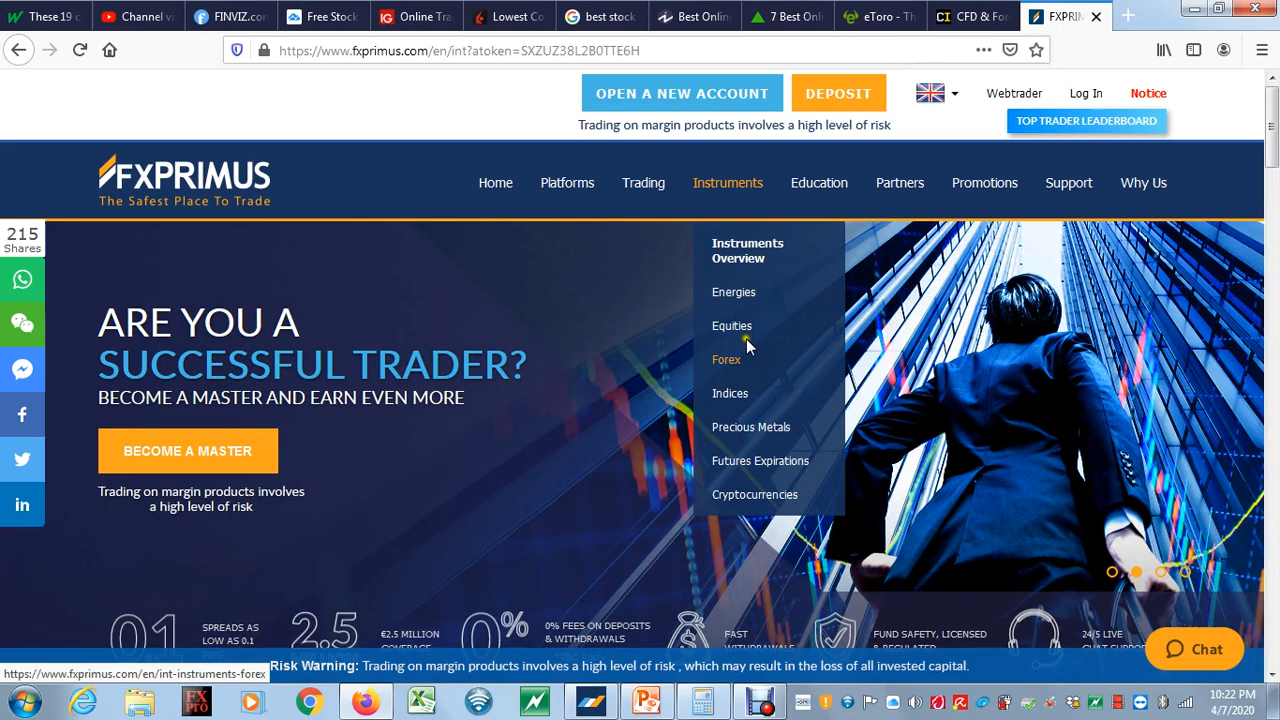 These 19 c
Channel v
FINVIZ.co
Free Stock
Online Tra
Lowest Co
best stock
Best Onlin
7 Best Onl
eToro - Th
CFD & For
FXPRIM
https://www.fxprimus.com/en/int?atoken=SXZUZ38L2B0TTE6H
OPEN A NEW ACCOUNT
DEPOSIT
Webtrader
Log In
Notice
Trading on margin products involves a high level of risk
TOP TRADER LEADERBOARD
FXPRIMUS
The Safest Place To Trade
Home
Platforms
Trading
Instruments
Education
Partners
Promotions
Support
Why Us
215
Shares
Instruments
Overview
Energies
Equities
Forex
Indices
Precious Metals
Futures Expirations
Cryptocurrencies
ARE YOU A
SUCCESSFUL TRADER?
BECOME A MASTER AND EARN EVEN MORE
BECOME A MASTER
Trading on margin products involves
a high level of risk
01
SPREADS AS
LOW AS 0.1
2.5
€2.5 MILLION
0%
0% FEES ON DEPOSITS
& WITHDRAWALS
FAST
FUND SAFETY, LICENSED
24/5 LIVE
Chat
Risk Warning: Trading on margin products involves a high level of risk , which may result in the loss of all invested capital.
https://www.fxprimus.com/en/int-instruments-forex
FX
PRO
10:22 PM
4/7/2020